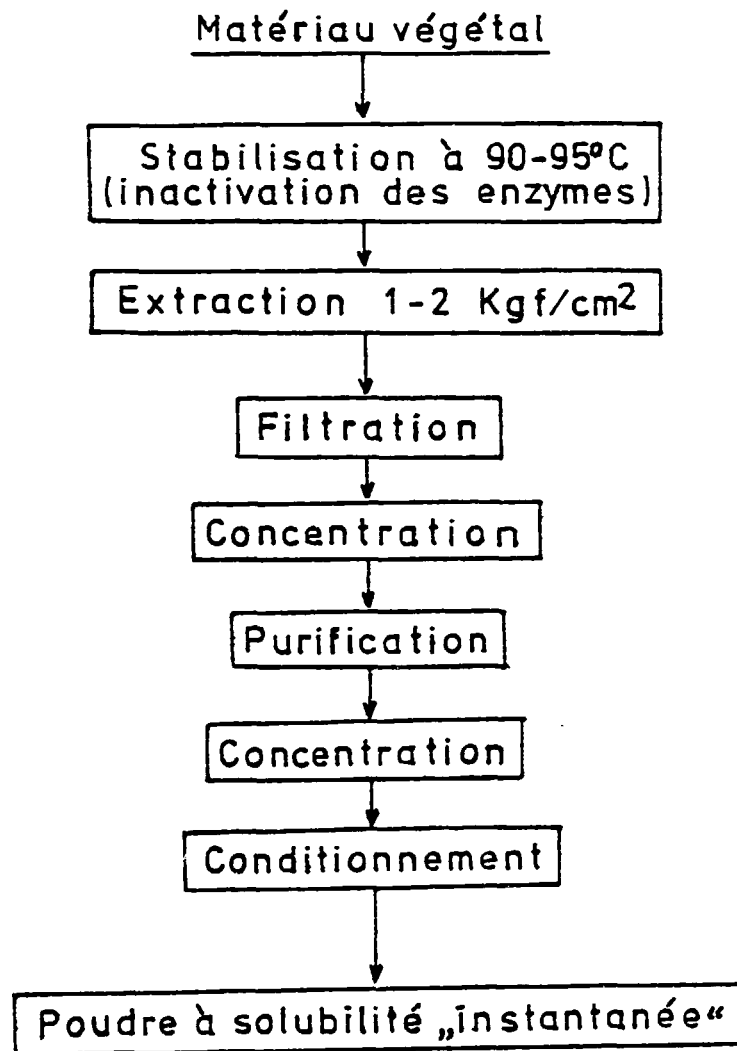 Matériau végétal
Stabilisation à 90-95°C
(inactivation des enzymes)
Extraction 1-2 Kgf/cm²
Filtration
Concentration
Purification
Concentration
Conditionnement
Poudre à solubilité „instantanée“